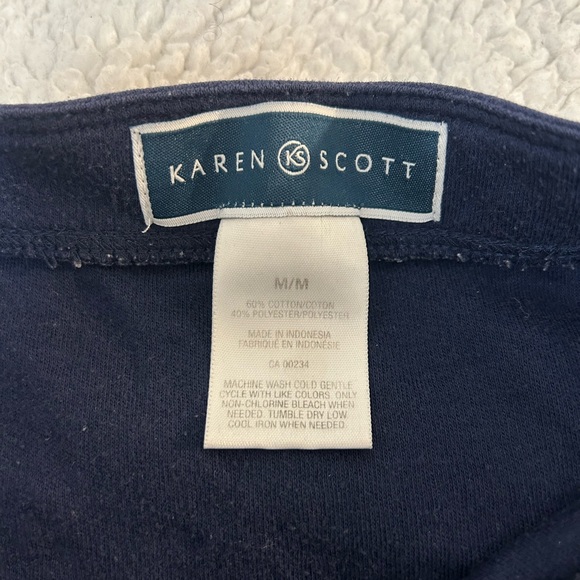 KAREN KS SCOTT
M/M
60% COTTON/COTON
40% POLYESTER/POLYESTER
MADE IN INDONESIA
FABRIQUÉ EN INDONÉSIE
CA 00234
MACHINE WASH COLD GENTLE
CYCLE WITH LIKE COLORS. ONLY
NON-CHLORINE BLEACH WHEN
NEEDED. TUMBLE DRY LOW
COOL IRON WHEN NEEDED.